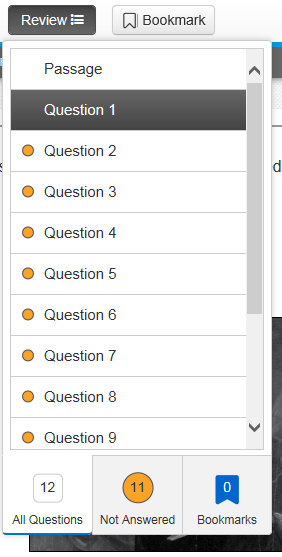 Review Bookmark
Passage
Question 1
Question 2
Question 3
Question 4
Question 5
Question 6
Question 7
Question 8
Question 9
12 11 0
All Questions Not Answered Bookmarks